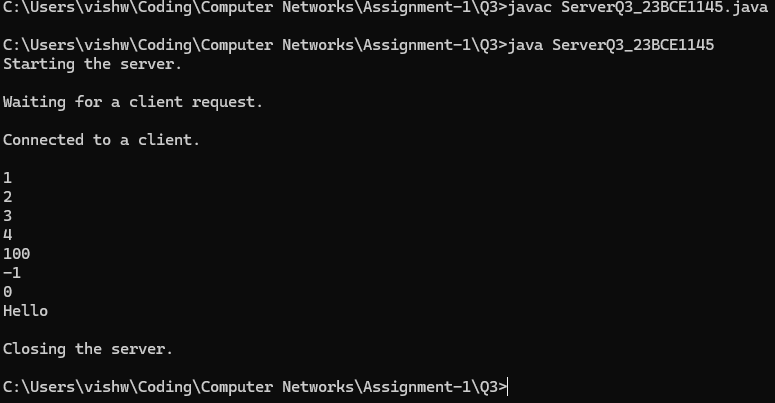 C:\Users\vishw\Coding\Computer Networks\Assignment-1\Q3>javac ServerQ3_23BCE1145.java
C:\Users\vishw\Coding\Computer Networks\Assignment-1\Q3>java ServerQ3_23BCE1145
Starting the server.
Waiting for a client request.
Connected to a client.
1
2
3
4
100
-1
0
Hello
Closing the server.
C:\Users\vishw\Coding\Computer Networks\Assignment-1\Q3>